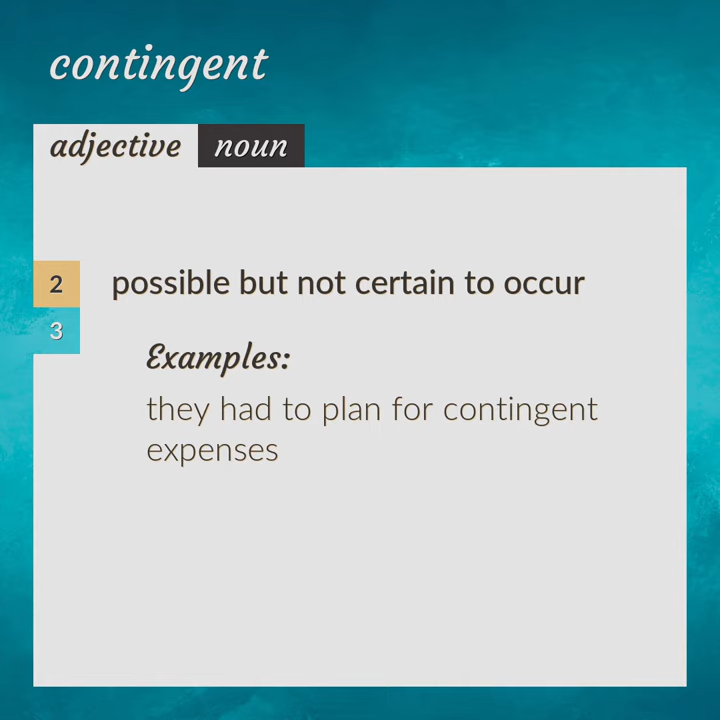 contingent
adjective noun
2 possible but not certain to occur
3
Examples:
they had to plan for contingent
expenses